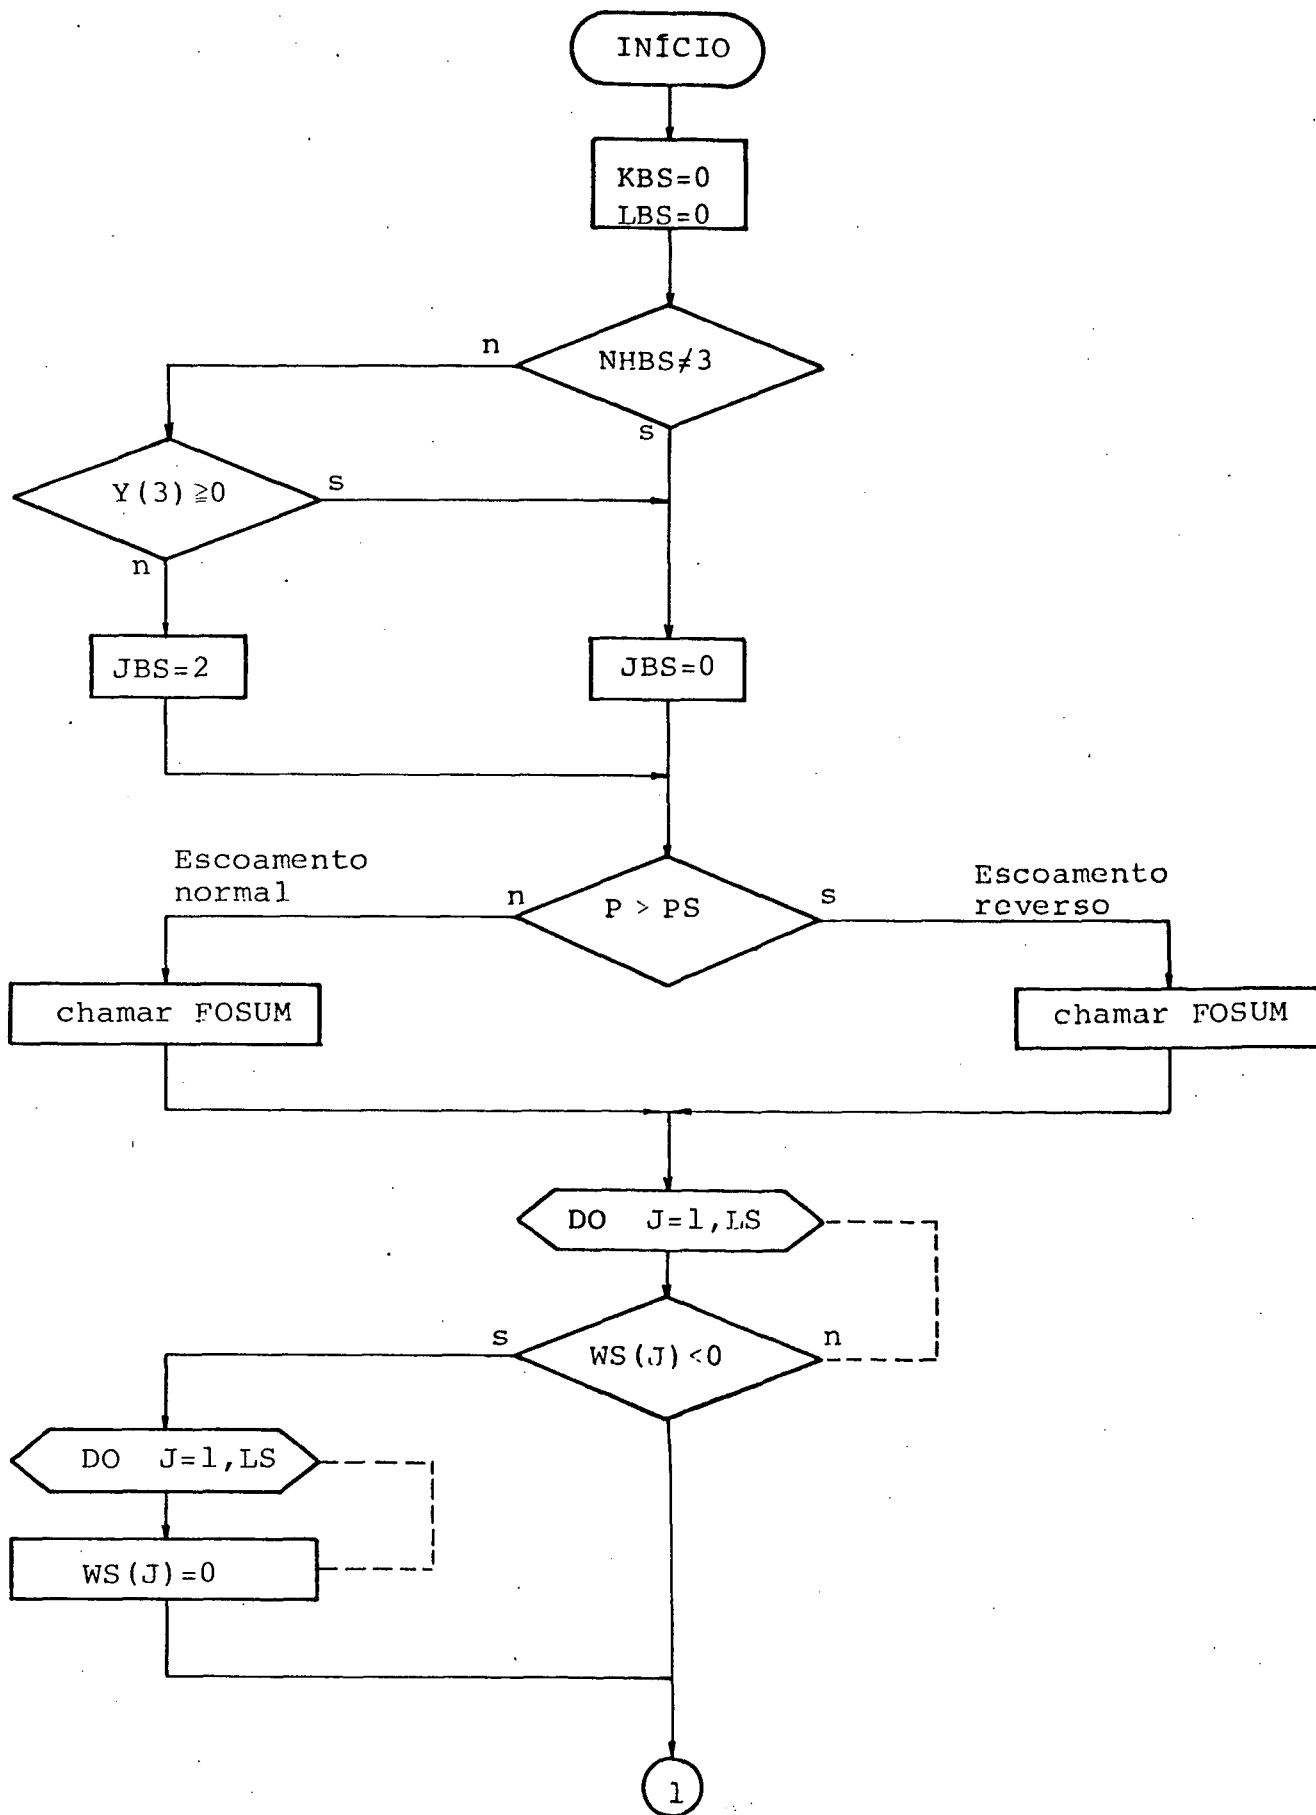 INÍCIO
KBS=0
LBS=0
n
NHBS≠3
s
Y(3)≧0
s
n
JBS=2
JBS=0
Escoamento
normal
n
P > PS
s
Escoamento
reverso
chamar FOSUM
chamar FOSUM
DO J=1,LS
s
WS(J)<0
n
DO J=1,LS
WS(J)=0
1